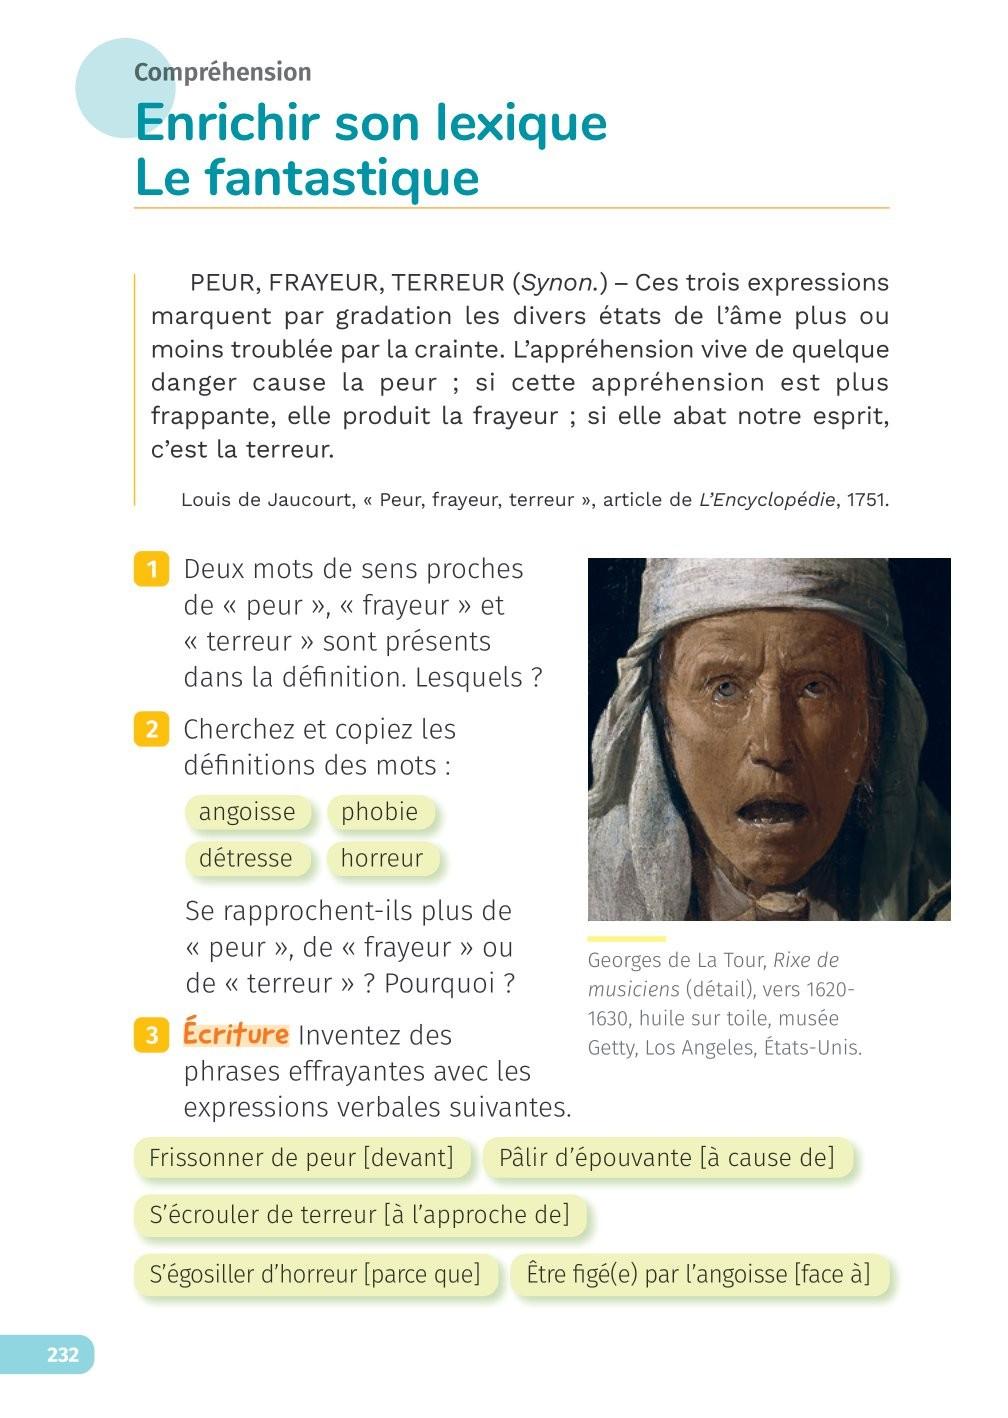 Compréhension
Enrichir son lexique
Le fantastique
PEUR, FRAYEUR, TERREUR (Synon.) – Ces trois expressions
marquent par gradation les divers états de l’âme plus ou
moins troublée par la crainte. L’appréhension vive de quelque
danger cause la peur ; si cette appréhension est plus
frappante, elle produit la frayeur ; si elle abat notre esprit,
c’est la terreur.
Louis de Jaucourt, « Peur, frayeur, terreur », article de L’Encyclopédie, 1751.
1 Deux mots de sens proches
de « peur », « frayeur » et
« terreur » sont présents
dans la définition. Lesquels ?
2 Cherchez et copiez les
définitions des mots :
angoisse phobie
détresse horreur
Se rapprochent-ils plus de
« peur », de « frayeur » ou
de « terreur » ? Pourquoi ?
3 Écriture Inventez des
phrases effrayantes avec les
expressions verbales suivantes.
Georges de La Tour, Rixe de
musiciens (détail), vers 1620-
1630, huile sur toile, musée
Getty, Los Angeles, États-Unis.
Frissonner de peur [devant] Pâlir d’épouvante [à cause de]
S’écrouler de terreur [à l’approche de]
S’égosiller d’horreur [parce que] Être figé(e) par l’angoisse [face à]
232